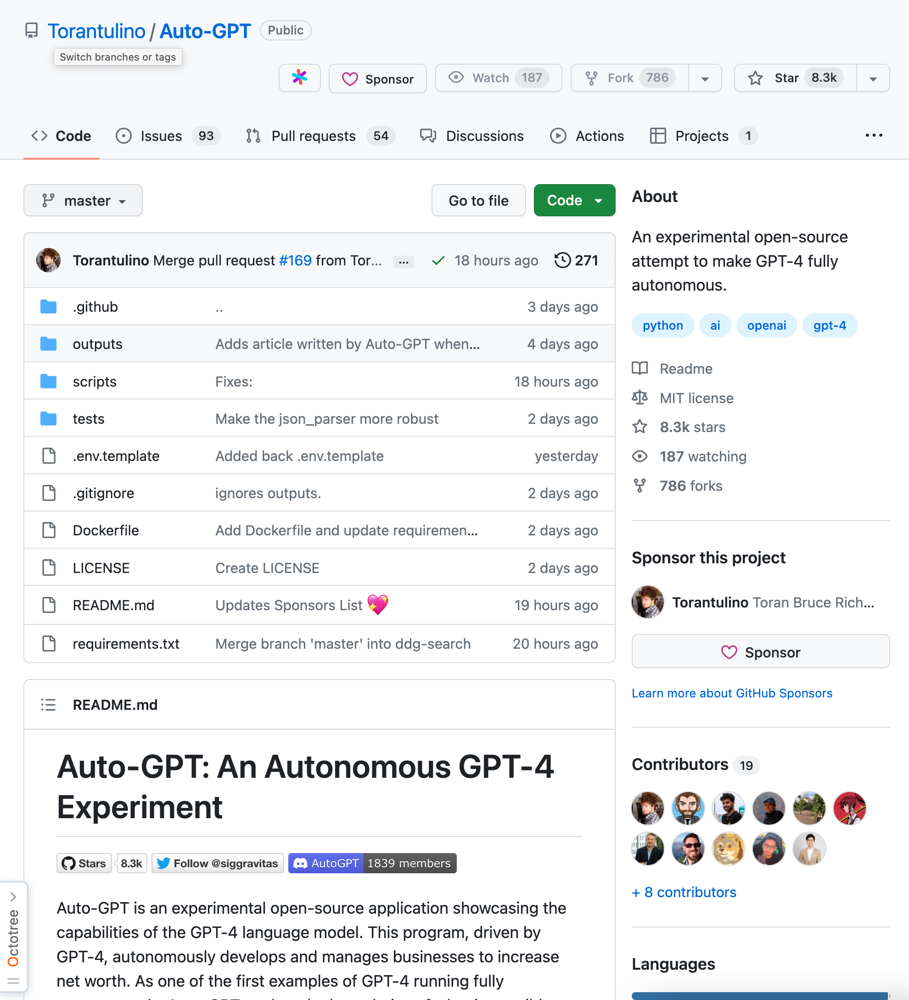 Torantulino / Auto-GPT Public
Switch branches or tags
Sponsor Watch 187 Fork 786 Star 8.3k
Code Issues 93 Pull requests 54 Discussions Actions Projects 1 ...
master Go to file Code
Torantulino Merge pull request #169 from Tor... ... 18 hours ago 271
.github .. 3 days ago
outputs Adds article written by Auto-GPT when... 4 days ago
scripts Fixes: 18 hours ago
tests Make the json_parser more robust 2 days ago
.env.template Added back .env.template yesterday
.gitignore ignores outputs. 2 days ago
Dockerfile Add Dockerfile and update requiremen... 2 days ago
LICENSE Create LICENSE 2 days ago
README.md Updates Sponsors List 💖 19 hours ago
requirements.txt Merge branch 'master' into ddg-search 20 hours ago
README.md
Auto-GPT: An Autonomous GPT-4
Experiment
Stars 8.3k Follow @siggravitas AutoGPT 1839 members
Auto-GPT is an experimental open-source application showcasing the
capabilities of the GPT-4 language model. This program, driven by
GPT-4, autonomously develops and manages businesses to increase
net worth. As one of the first examples of GPT-4 running fully
Octotree
About
An experimental open-source
attempt to make GPT-4 fully
autonomous.
python ai openai gpt-4
Readme
MIT license
8.3k stars
187 watching
786 forks
Sponsor this project
Torantulino Toran Bruce Rich...
Sponsor
Learn more about GitHub Sponsors
Contributors 19
+ 8 contributors
Languages